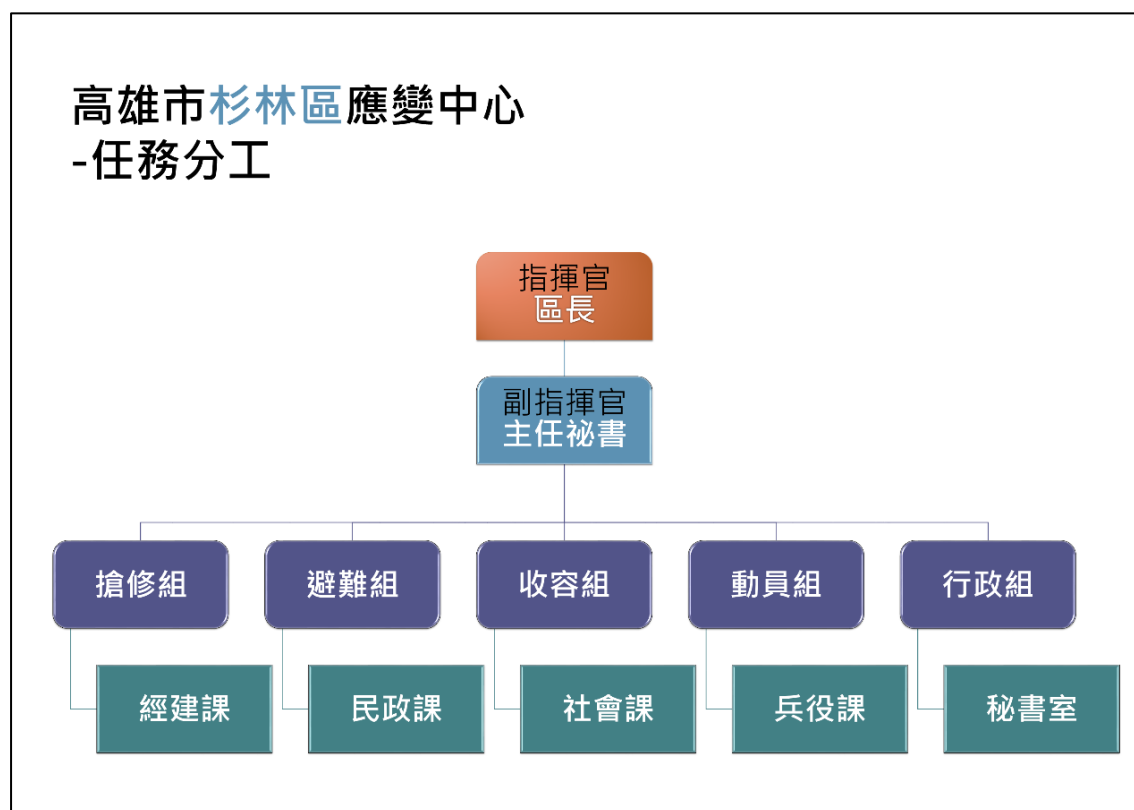 高雄市杉林區應變中心
-任務分工
指揮官
區長
副指揮官
主任祕書
搶修組
避難組
收容組
動員組
行政組
經建課
民政課
社會課
兵役課
秘書室